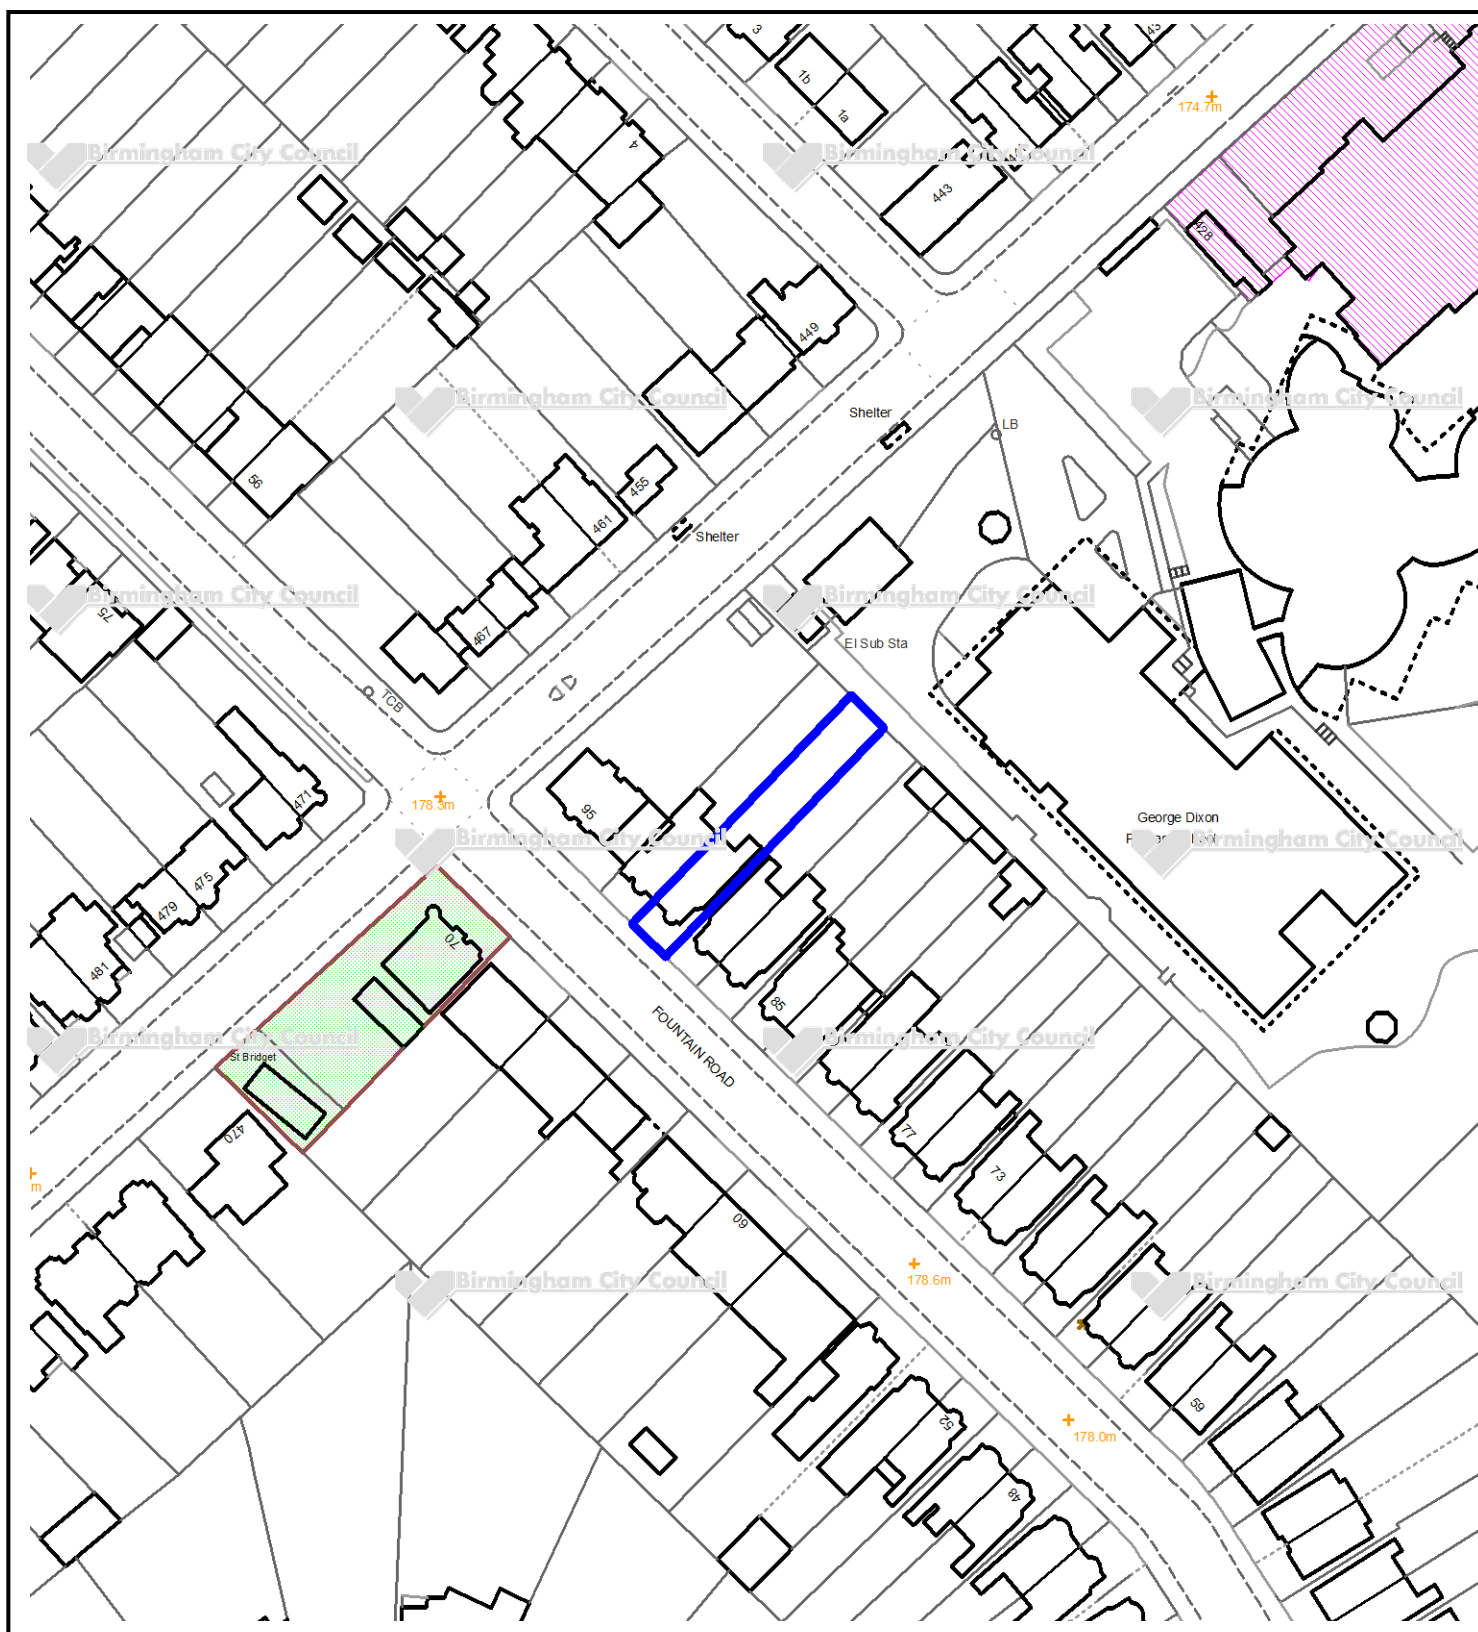 3
1b
1a
43
4
174.7m
Birmingham City Council
Birmingham City Council
443
428
449
Birmingham City Council
Birmingham City Council
Shelter
LB
56
455
461
Shelter
Birmingham City Council
Birmingham City Council
75
467
El Sub Sta
TCB
178.3m
471
95
George Dixon
Birmingham City Council
Birmingham City Council
475
479
481
70
85
FOUNTAIN ROAD
Birmingham City Council
Birmingham City Council
St Bridget
470
77
73
m
60
178.6m
Birmingham City Council
Birmingham City Council
59
52
178.0m
48